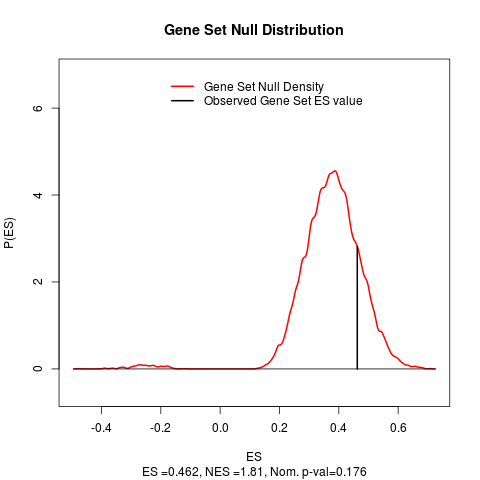 Gene Set Null Distribution
Gene Set Null Density
Observed Gene Set ES value
P(ES)
6
4
2
0
-0.4 -0.2 0.0 0.2 0.4 0.6
ES
ES =0.462, NES =1.81, Nom. p-val=0.176